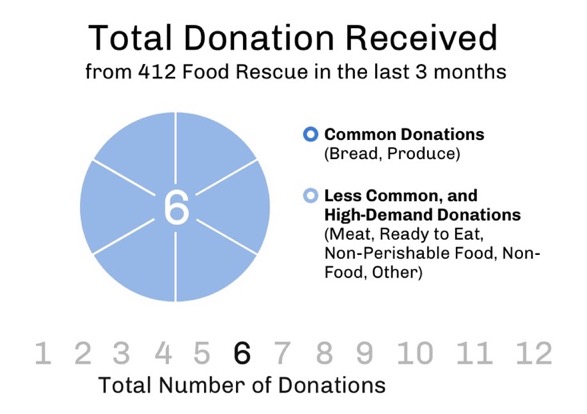 Total Donation Received
from 412 Food Rescue in the last 3 months
6
Common Donations
(Bread, Produce)
Less Common, and
High-Demand Donations
(Meat, Ready to Eat,
Non-Perishable Food, Non-
Food, Other)
1 2 3 4 5 6 7 8 9 10 11 12
Total Number of Donations